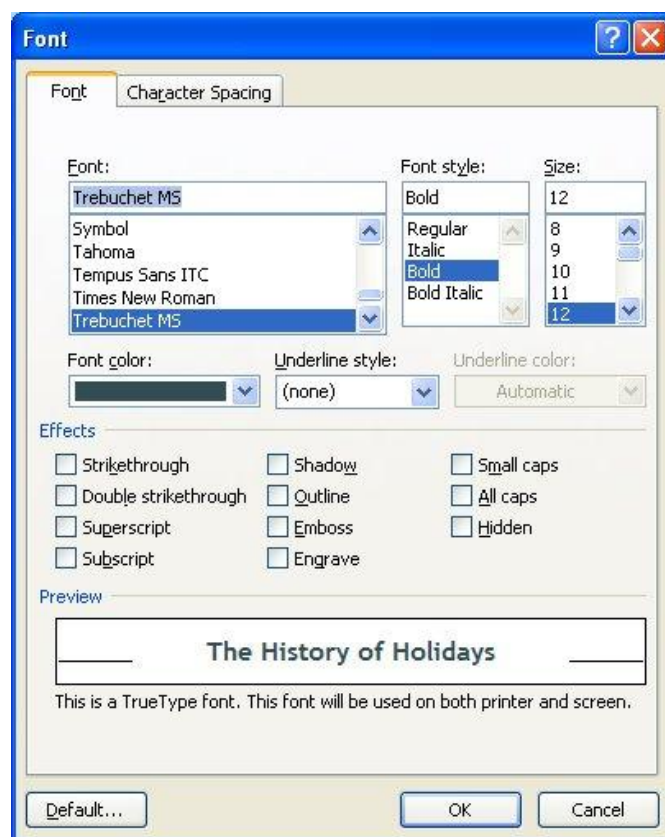 Font
Font Character Spacing
Font: Font style: Size:
Trebuchet MS Bold 12
Symbol Regular 8
Tahoma Italic 9
Tempus Sans ITC Bold 10
Times New Roman Bold Italic 11
Trebuchet MS 12
Font color: Underline style: Underline color:
(none) Automatic
Effects
Strikethrough Shadow Small caps
Double strikethrough Outline All caps
Superscript Emboss Hidden
Subscript Engrave
Preview
The History of Holidays
This is a TrueType font. This font will be used on both printer and screen.
Default... OK Cancel